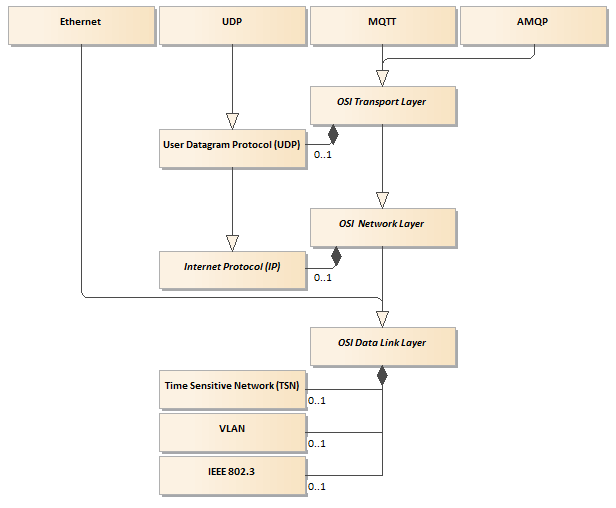 Ethernet
UDP
MQTT
AMQP
OSI Transport Layer
User Datagram Protocol (UDP)
0..1
OSI Network Layer
Internet Protocol (IP)
0..1
OSI Data Link Layer
Time Sensitive Network (TSN)
0..1
VLAN
0..1
IEEE 802.3
0..1